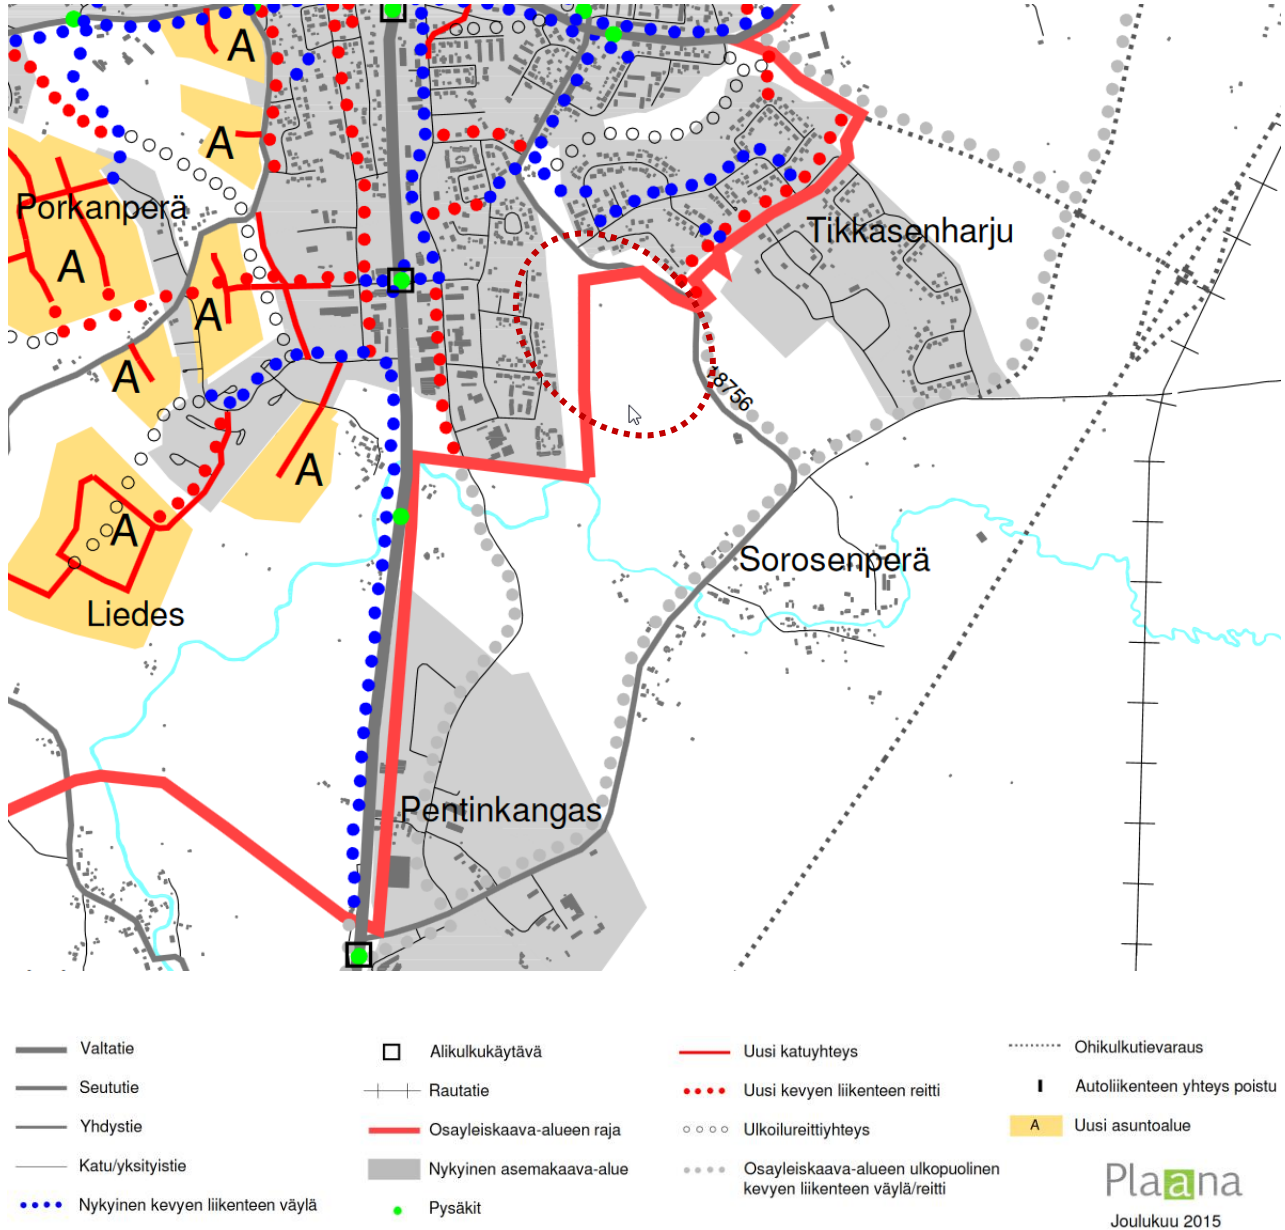 A
A
Porkanperä
A
A
A
A
A
Liedes
Tikkasenharju
18756
Sorosenperä
Pentinkangas
Valtatie
Seututie
Yhdystie
Katu/yksityistie
Nykyinen kevyen liikenteen väylä
Alikulkukäytävä
Rautatie
Osayleiskaava-alueen raja
Nykyinen asemakaava-alue
Pysäkit
Uusi katuyhteys
Uusi kevyen liikenteen reitti
Ulkoilureittiyhteys
Osayleiskaava-alueen ulkopuolinen
kevyen liikenteen väylä/reitti
Ohikulkutievaraus
Autoliikenteen yhteys poistu
A Uusi asuntoalue
Plaana
Joulukuu 2015